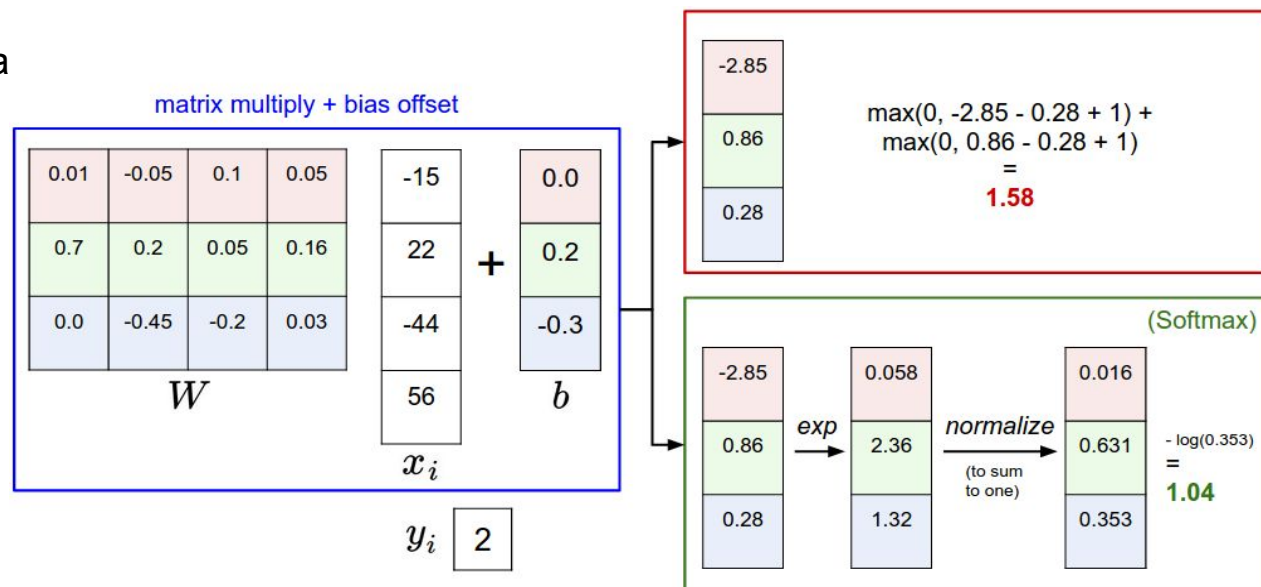 a
matrix multiply + bias offset
0.01 -0.05 0.1 0.05
0.7 0.2 0.05 0.16
0.0 -0.45 -0.2 0.03
W
-15
22
-44
56
x_i
+
0.0
0.2
-0.3
b
y_i 2
-2.85
0.86
0.28
max(0, -2.85 - 0.28 + 1) +
max(0, 0.86 - 0.28 + 1)
=
1.58
(Softmax)
-2.85
0.86
0.28
exp
0.058
2.36
1.32
normalize
(to sum
to one)
0.016
0.631
0.353
- log(0.353)
=
1.04